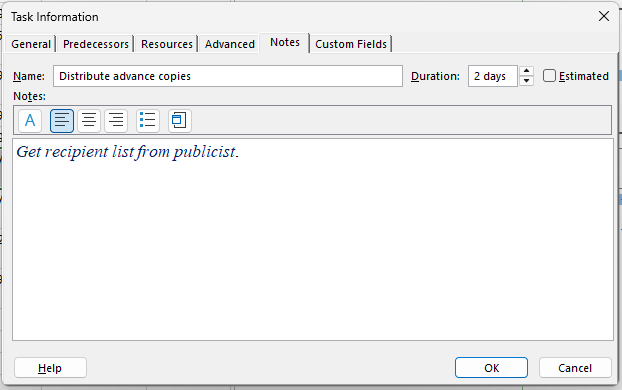 Task Information
General Predecessors Resources Advanced Notes Custom Fields
Name: Distribute advance copies Duration: 2 days Estimated
Notes:
A
Get recipient list from publicist.
Help OK Cancel